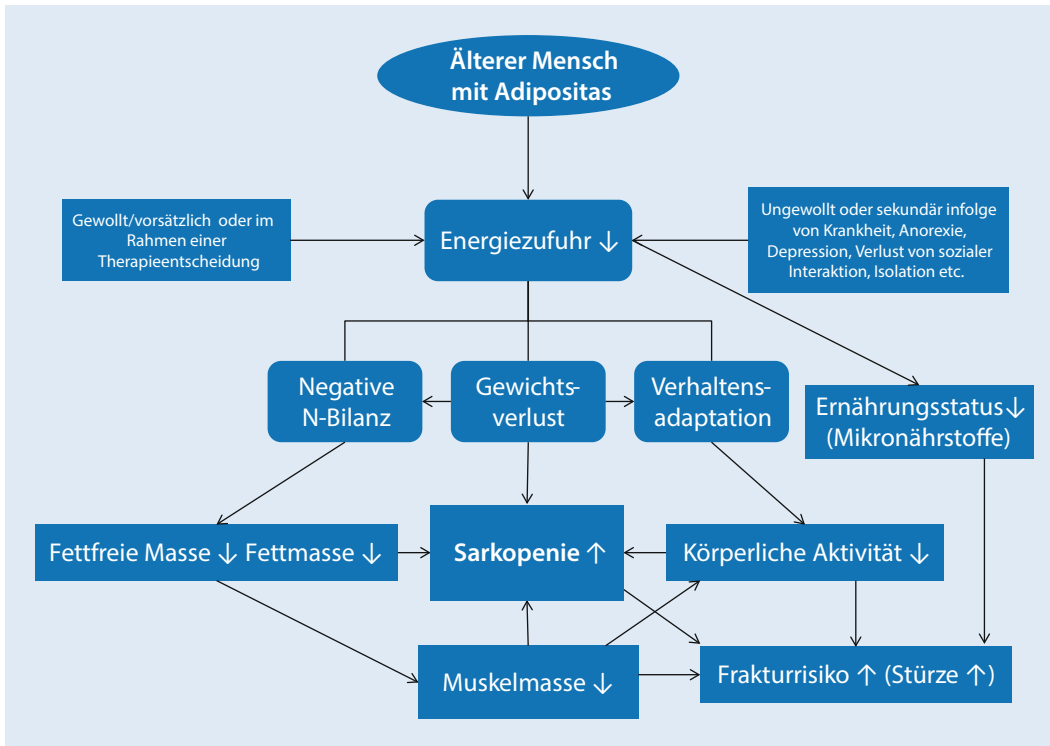 Älterer Mensch
mit Adipositas
Gewollt/vorsätzlich oder im
Rahmen einer
Therapieentscheidung
Energiezufuhr ↓
Ungewollt oder sekundär infolge
von Krankheit, Anorexie,
Depression, Verlust von sozialer
Interaktion, Isolation etc.
Negative
N-Bilanz
Gewichts-
verlust
Verhaltens-
adaptation
Ernährungsstatus ↓
(Mikronährstoffe)
Fettfreie Masse ↓ Fettmasse ↓
Sarkopenie ↑
Körperliche Aktivität ↓
Muskelmasse ↓
Frakturrisiko ↑ (Stürze ↑)